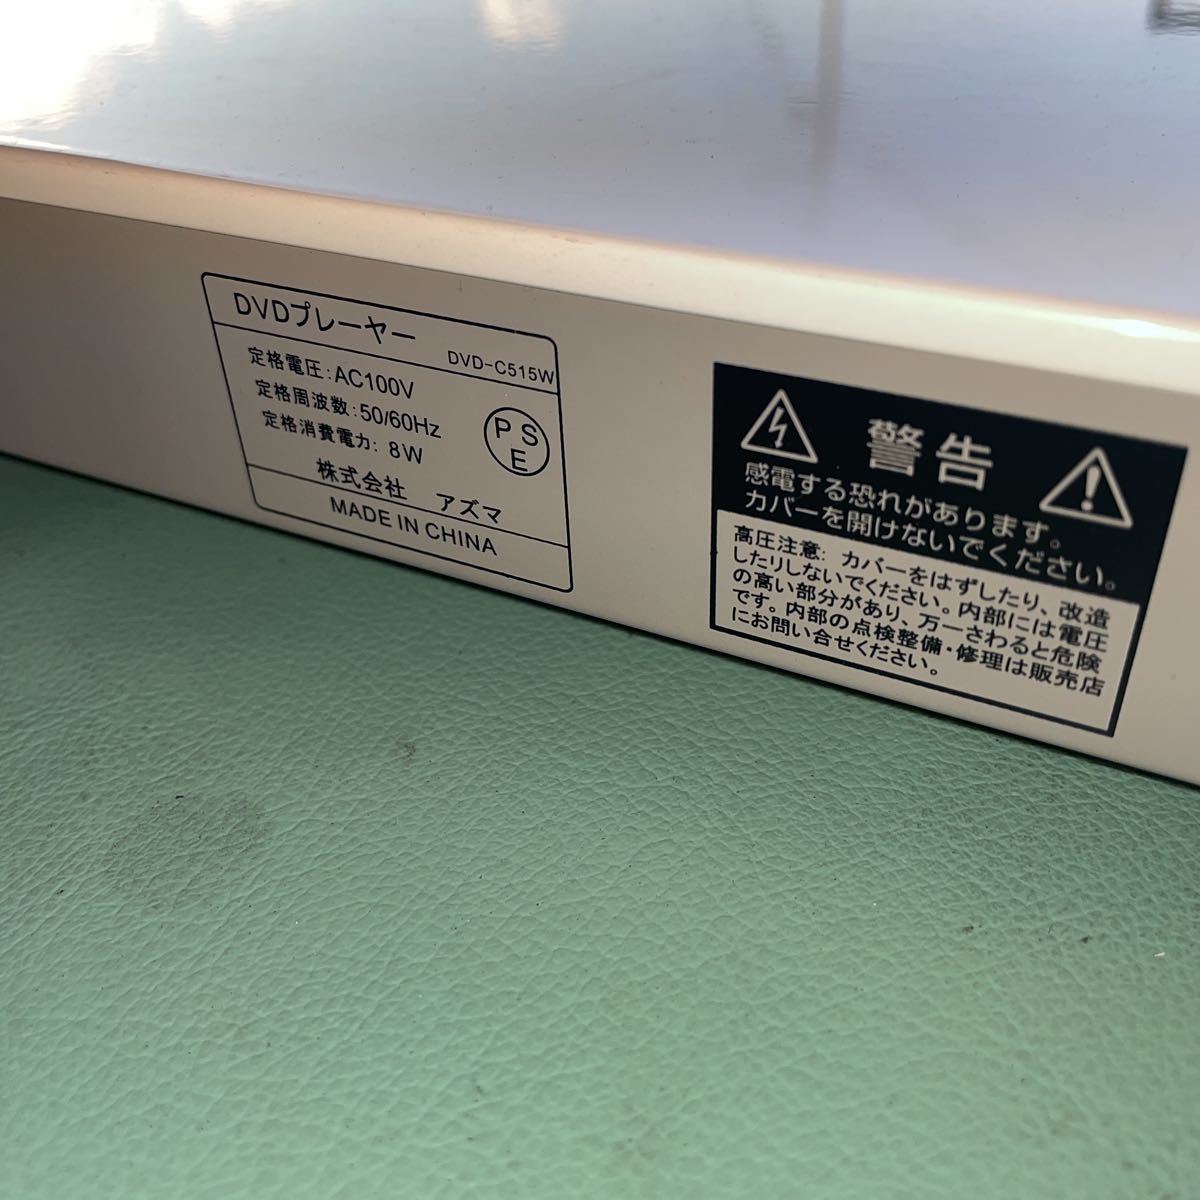 DVDプレーヤー DVD-C515W
定格電圧:AC100V
定格周波数:50/60Hz
定格消費電力: 8W
PS
E
株式会社 アズマ
MADE IN CHINA
警告
感電する恐れがあります。
カバーを開けないでください。
高圧注意: カバーをはずしたり、改造
したりしないでください。内部には電圧
の高い部分があり、万一さわると危険
です。内部の点検整備・修理は販売店
にお問い合せください。